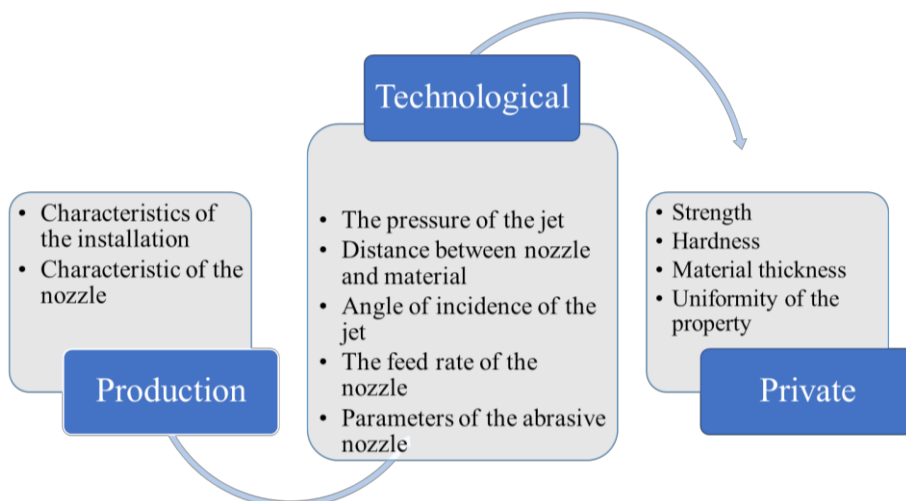 • Characteristics of
the installation
• Characteristic of the
nozzle
Production
Technological
• The pressure of the jet
• Distance between nozzle
and material
• Angle of incidence of the
jet
• The feed rate of the
nozzle
• Parameters of the abrasive
nozzle
• Strength
• Hardness
• Material thickness
• Uniformity of the
property
Private